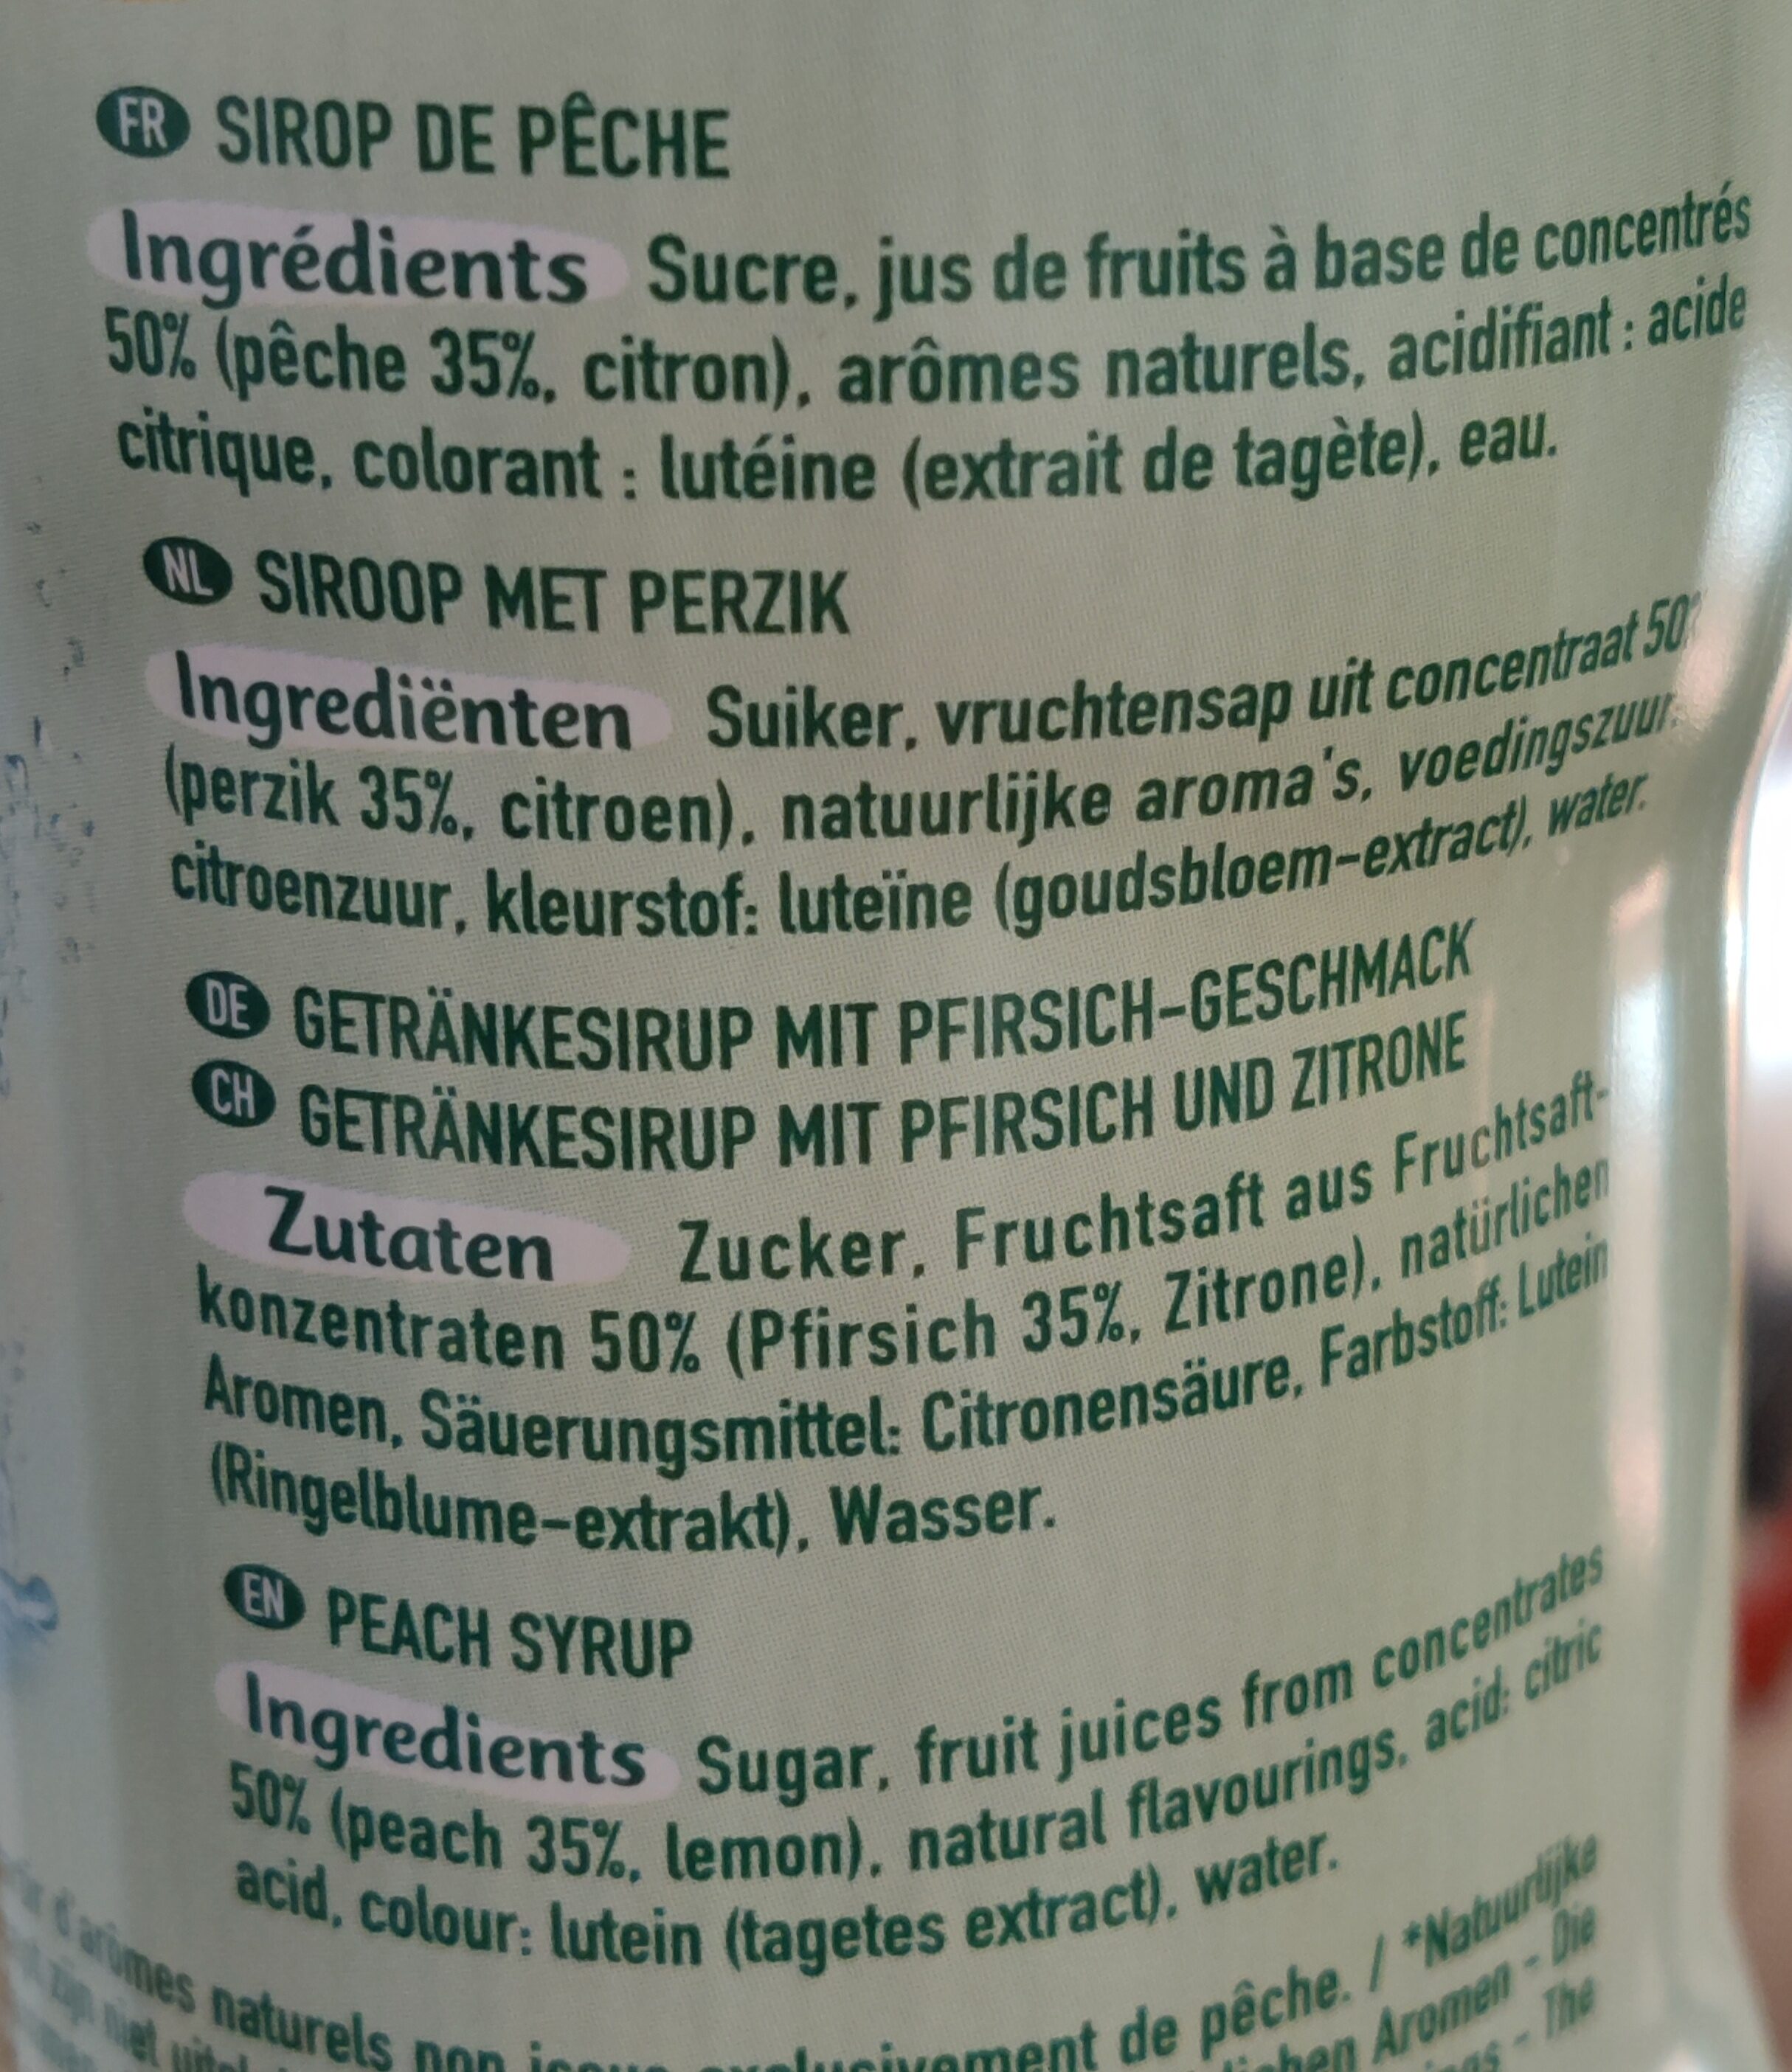 FR SIROP DE PÊCHE
Ingrédients Sucre, jus de fruits à base de concentrés
50% (pêche 35%, citron), arômes naturels, acidifiant : acide
citrique, colorant : lutéine (extrait de tagète), eau.
NL SIROOP MET PERZIK
Ingrediënten Suiker, vruchtensap uit concentraat 50%
(perzik 35%, citroen), natuurlijke aroma's, voedingszuur:
citroenzuur, kleurstof: luteïne (goudsbloem-extract), water.
DE GETRÄNKESIRUP MIT PFIRSICH-GESCHMACK
CH GETRÄNKESIRUP MIT PFIRSICH UND ZITRONE
Zutaten Zucker, Fruchtsaft aus Fruchtsaft-
konzentraten 50% (Pfirsich 35%, Zitrone), natürlichen
Aromen, Säuerungsmittel: Citronensäure, Farbstoff: Lutein
(Ringelblume-extrakt), Wasser.
EN PEACH SYRUP
Ingredients Sugar, fruit juices from concentrates
50% (peach 35%, lemon), natural flavourings, acid: citric
acid, colour: lutein (tagetes extract), water.
d'arômes naturels non issus exclusivement de pêche. / *Natuurlijke
zijn niet Aromen - Die
- The